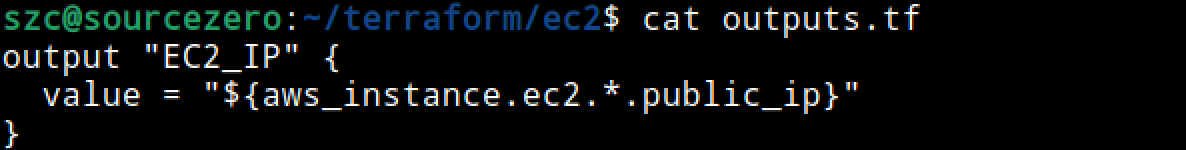 szc@sourcezero:~/terraform/ec2$ cat outputs.tf
output "EC2_IP" {
  value = "${aws_instance.ec2.*.public_ip}"
}